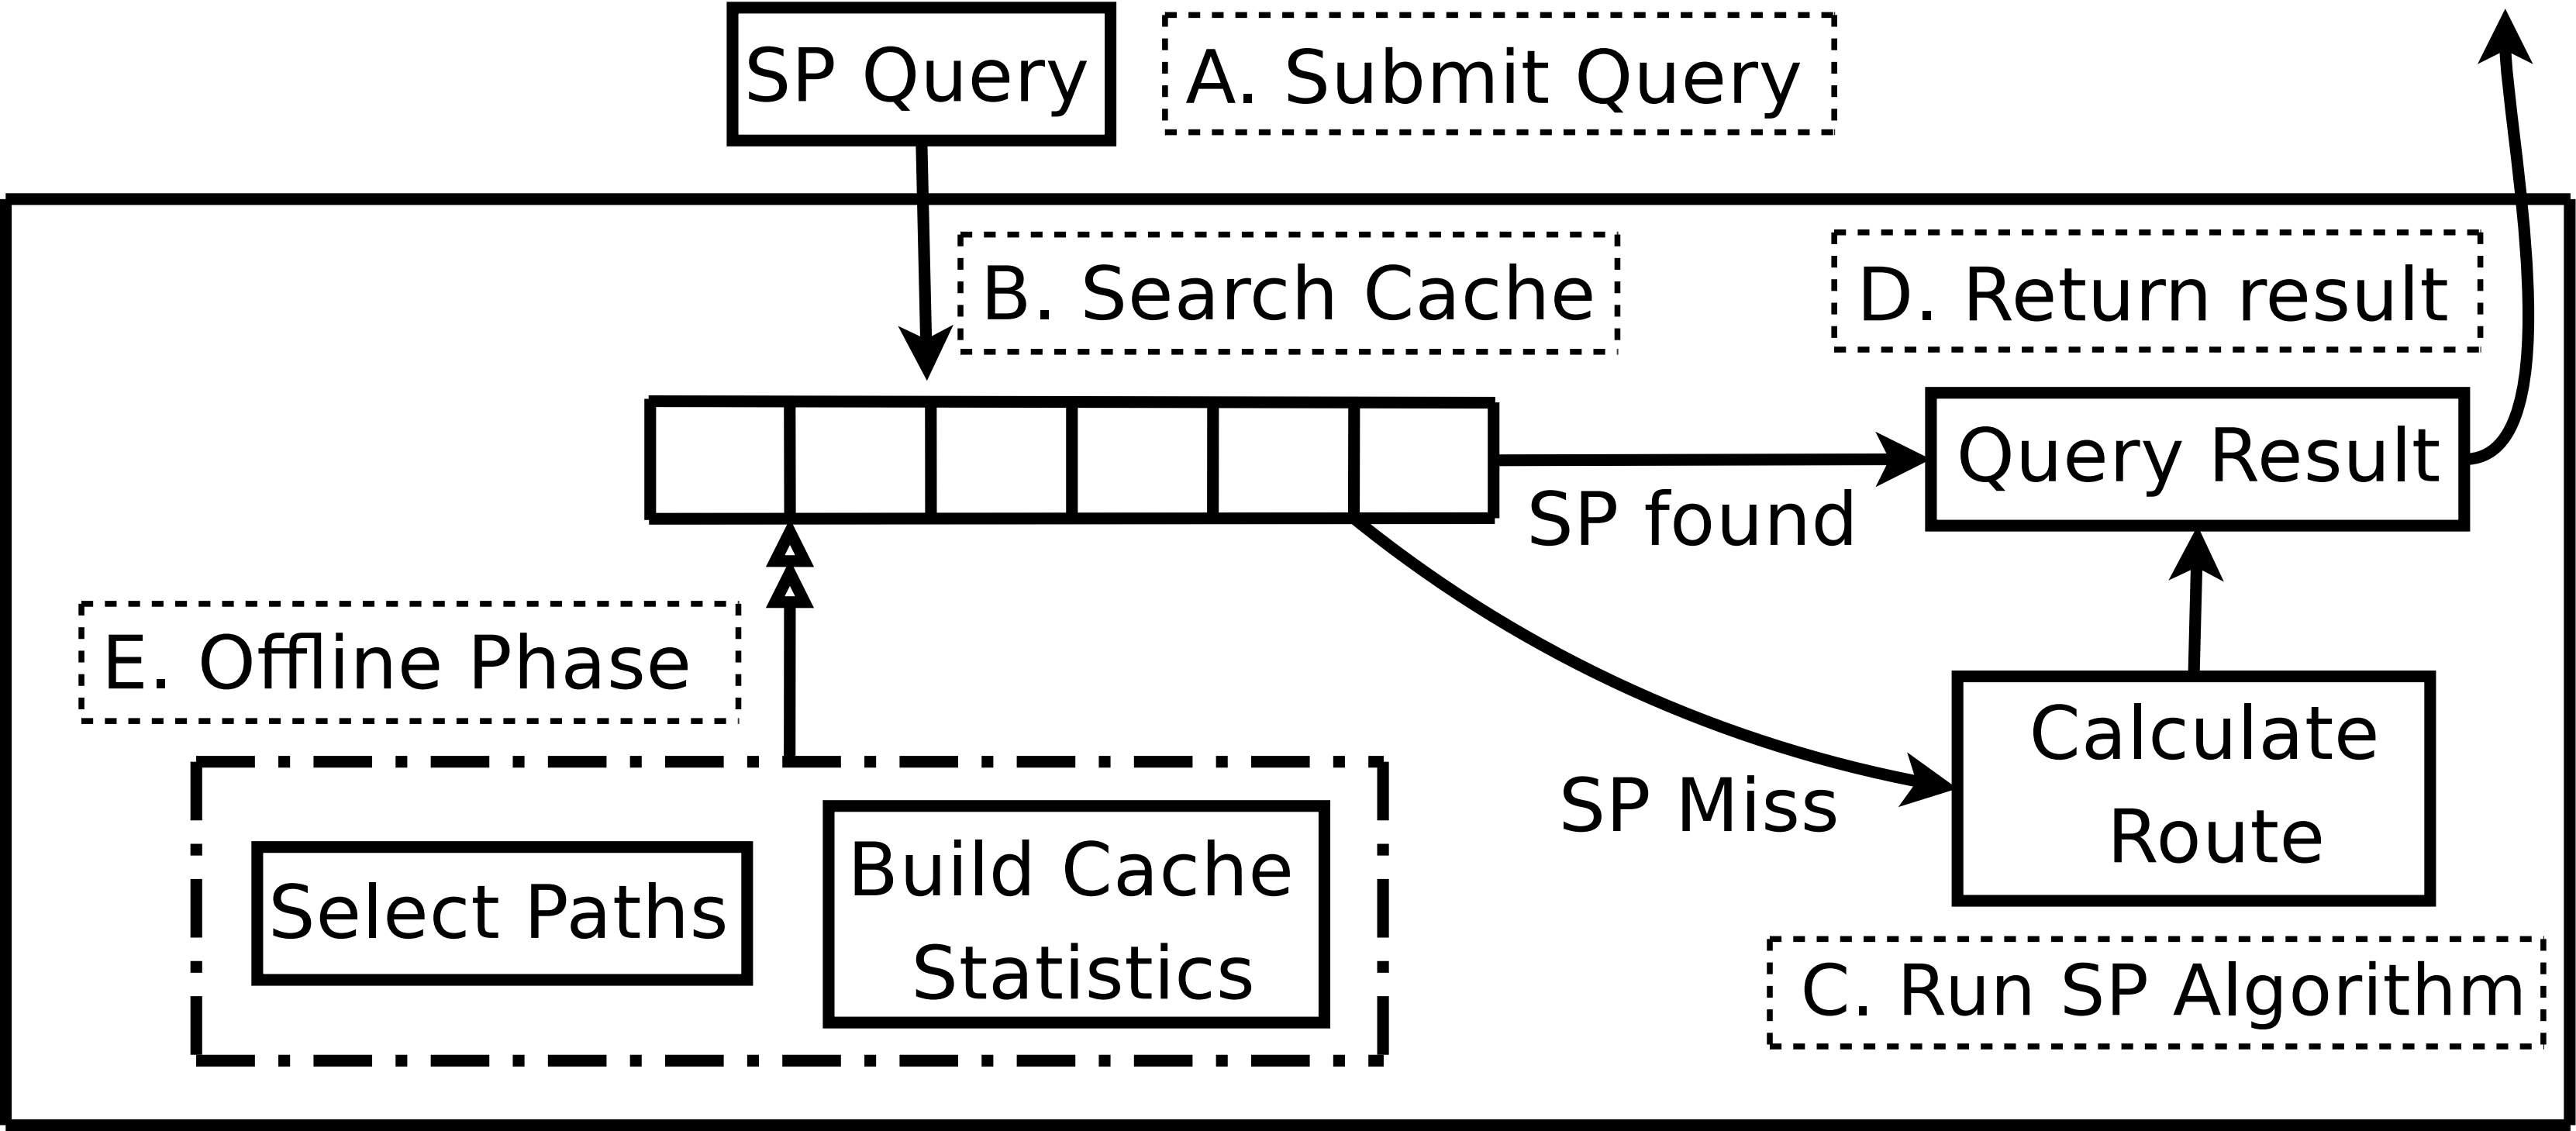 SP Query
A. Submit Query
B. Search Cache
D. Return result
Query Result
SP found
E. Offline Phase
Calculate
Route
SP Miss
Build Cache
Statistics
Select Paths
C. Run SP Algorithm